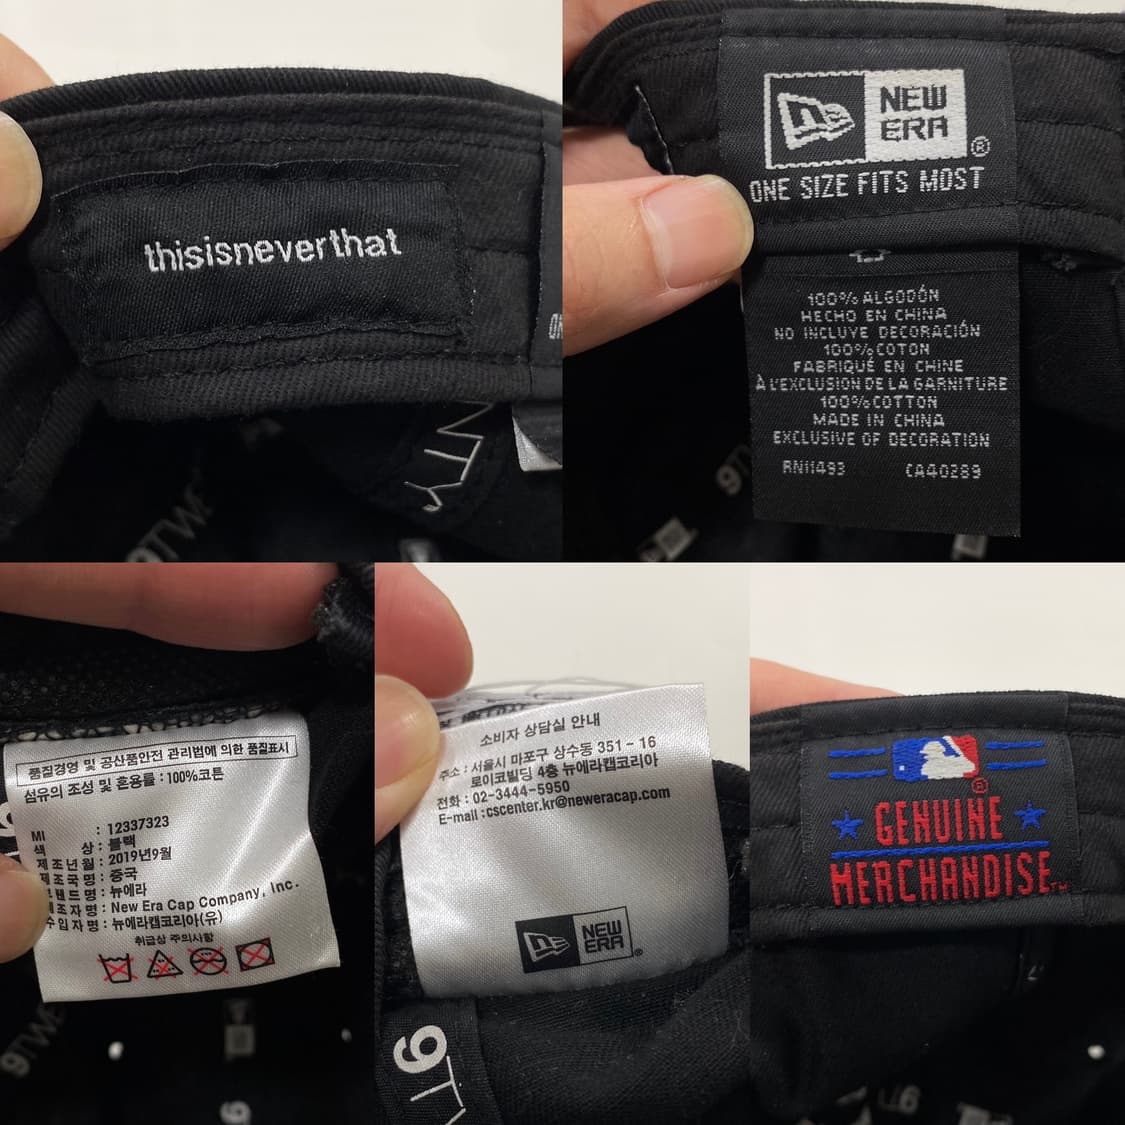 thisisneverthat
9TWE
NEW
ERA
®
ONE SIZE FITS MOST
100% ALGODÓN
HECHO EN CHINA
NO INCLUYE DECORACIÓN
100% COTON
FABRIQUÉ EN CHINE
À L'EXCLUSION DE LA GARNITURE
100% COTTON
MADE IN CHINA
EXCLUSIVE OF DECORATION
RN11493 CA40289
품질경영 및 공산품안전 관리법에 의한 품질표시
섬유의 조성 및 혼용률 : 100%코튼
MI : 12337323
색 상 : 블랙
제조년월 : 2019년9월
제조국명 : 중국
브랜드명 : 뉴에라
제조자명 : New Era Cap Company, Inc.
수입자명 : 뉴에라캡코리아(유)
취급상 주의사항
소비자 상담실 안내
주소 : 서울시 마포구 상수동 351 - 16
로이코빌딩 4층 뉴에라캡코리아
전화 : 02-3444-5950
E-mail : cscenter.kr@neweracap.com
NEW
ERA
®
GENUINE
MERCHANDISE™